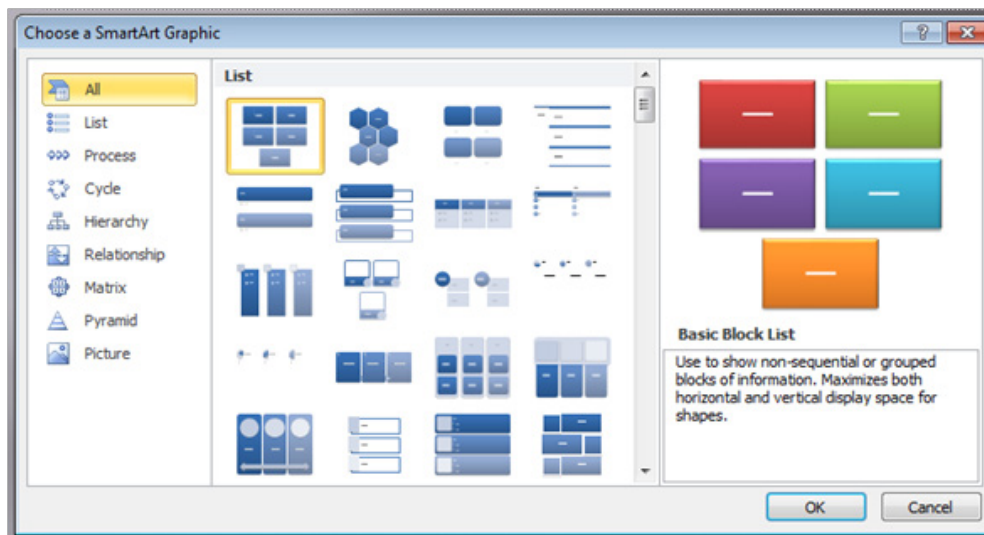 Choose a SmartArt Graphic
All
List
Process
Cycle
Hierarchy
Relationship
Matrix
Pyramid
Picture
List
Basic Block List
Use to show non-sequential or grouped
blocks of information. Maximizes both
horizontal and vertical display space for
shapes.
OK
Cancel